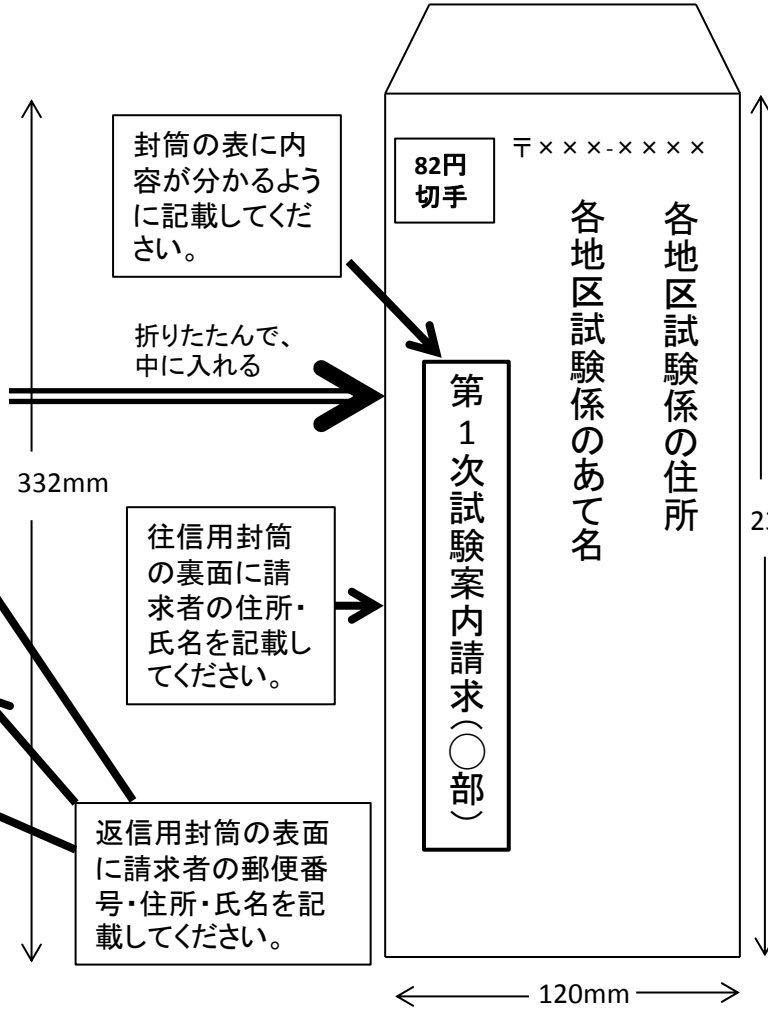 封筒の表に内
容が分かるよう
に記載してくだ
さい。
折りたたんで、
中に入れる
332mm
往信用封筒
の裏面に請
求者の住所・
氏名を記載し
てください。
返信用封筒の表面
に請求者の郵便番
号・住所・氏名を記
載してください。
82円
切手
〒×××-××××
各地区試験係の住所
各地区試験係のあて名
第1次試験案内請求(○部)
120mm